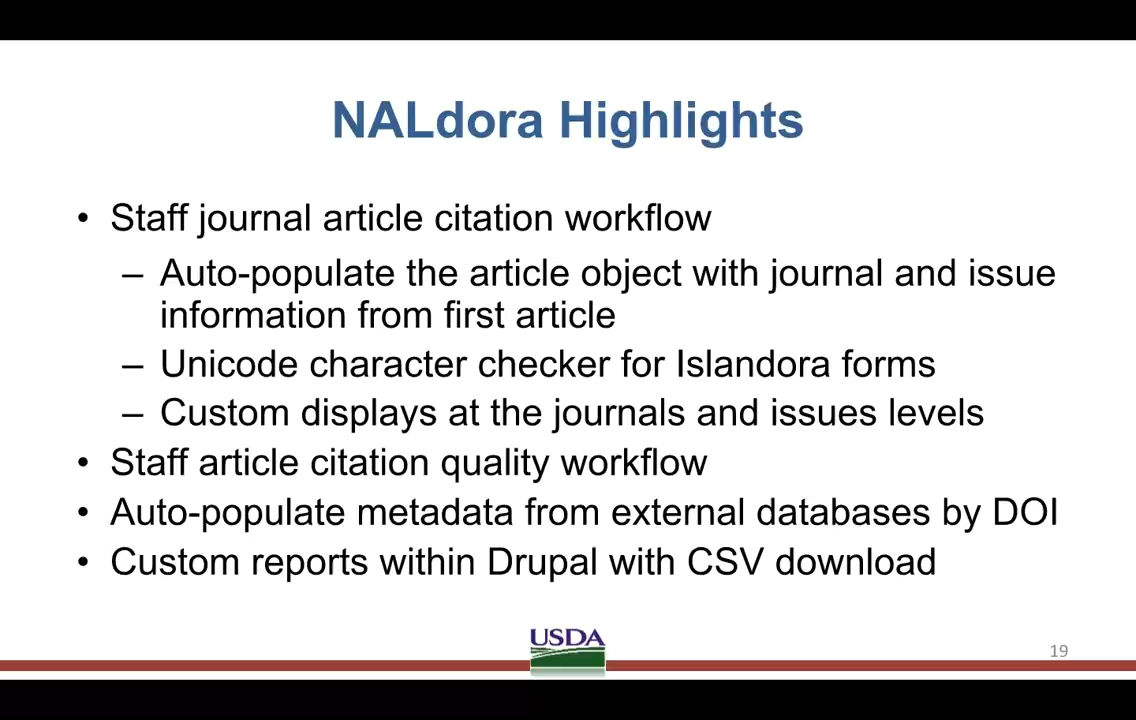 NALdora Highlights
• Staff journal article citation workflow
– Auto-populate the article object with journal and issue
information from first article
– Unicode character checker for Islandora forms
– Custom displays at the journals and issues levels
• Staff article citation quality workflow
• Auto-populate metadata from external databases by DOI
• Custom reports within Drupal with CSV download
USDA
19